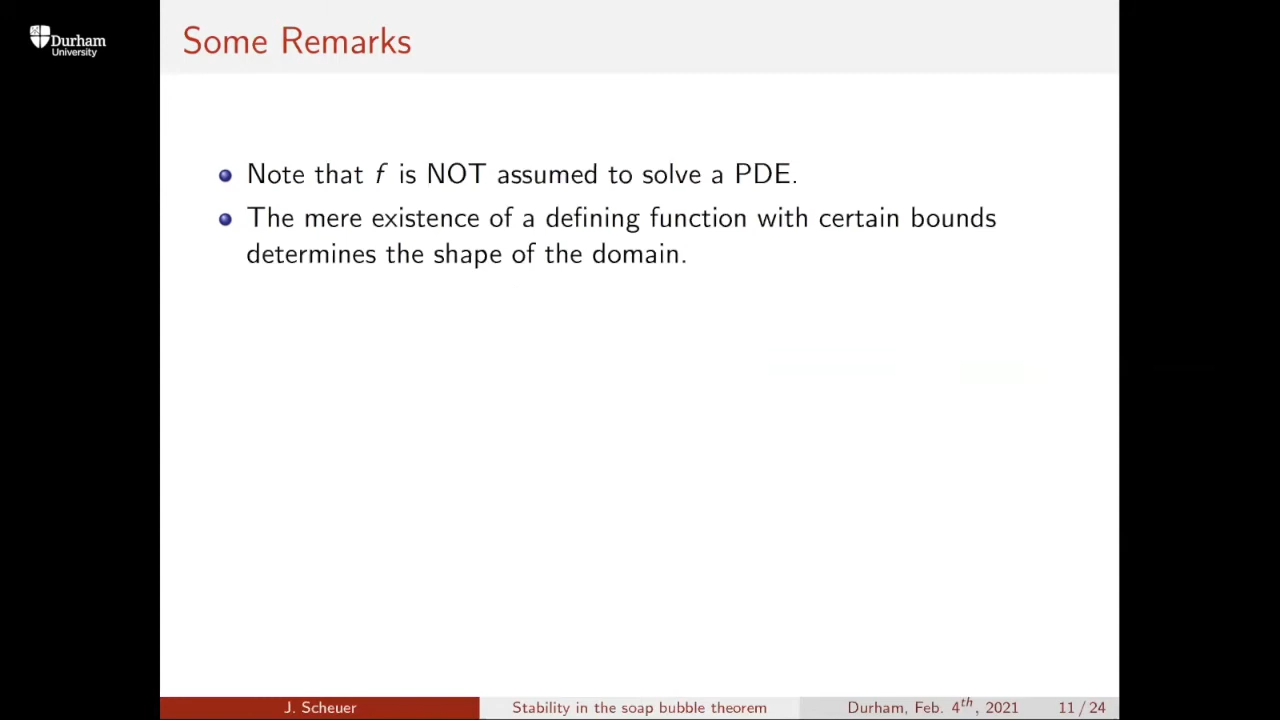 Durham
University
Some Remarks
Note that f is NOT assumed to solve a PDE.
The mere existence of a defining function with certain bounds
determines the shape of the domain.
J. Scheuer
Stability in the soap bubble theorem
Durham, Feb. 4th, 2021
11 / 24